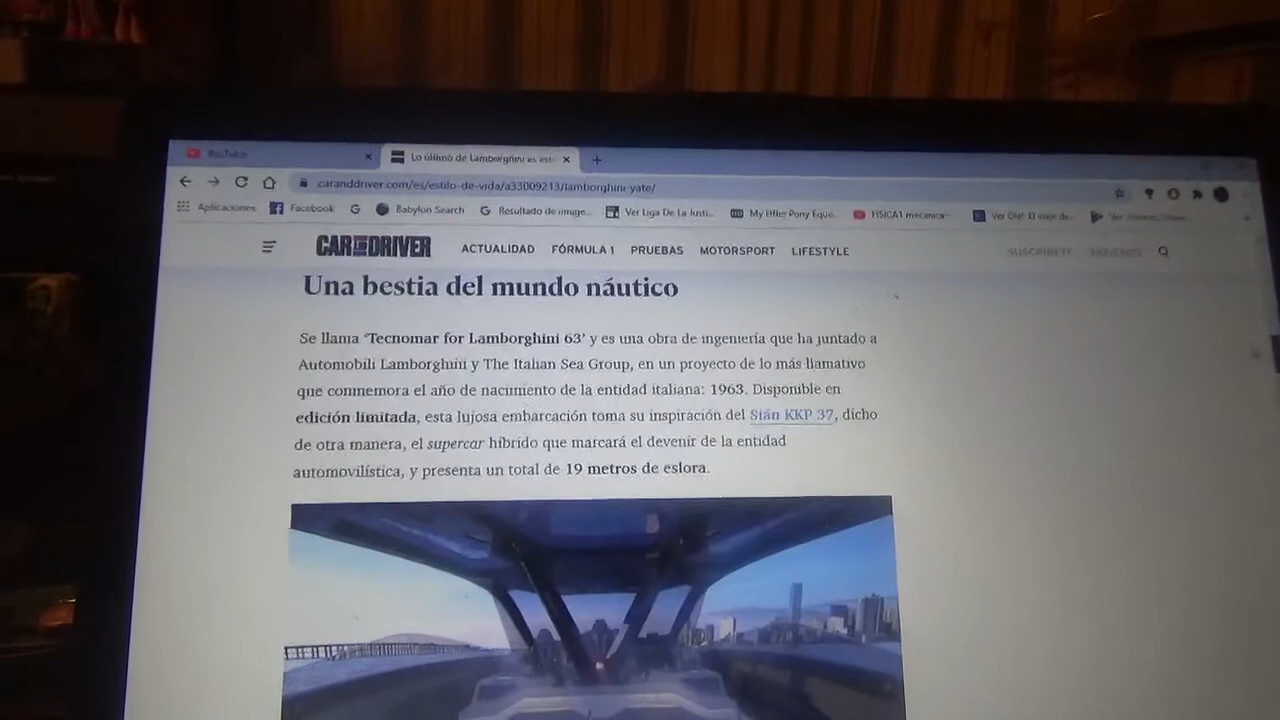 YouTube
Lo último de Lamborghini es este
caranddriver.com/es/estilo-de-vida/a33009213/lamborghini-yate/
Aplicaciones Facebook Babylon Search Resultado de image... Ver Liga De La Justi... My Little Pony Eque... FISICA1 mecanica Ver
CAR AND DRIVER ACTUALIDAD FÓRMULA 1 PRUEBAS MOTORSPORT LIFESTYLE SUSCRÍBETE SÍGUENOS
Una bestia del mundo náutico
Se llama ‘Tecnomar for Lamborghini 63’ y es una obra de ingeniería que ha juntado a
Automobili Lamborghini y The Italian Sea Group, en un proyecto de lo más llamativo
que conmemora el año de nacimiento de la entidad italiana: 1963. Disponible en
edición limitada, esta lujosa embarcación toma su inspiración del Sián KKP 37, dicho
de otra manera, el supercar híbrido que marcará el devenir de la entidad
automovilística, y presenta un total de 19 metros de eslora.